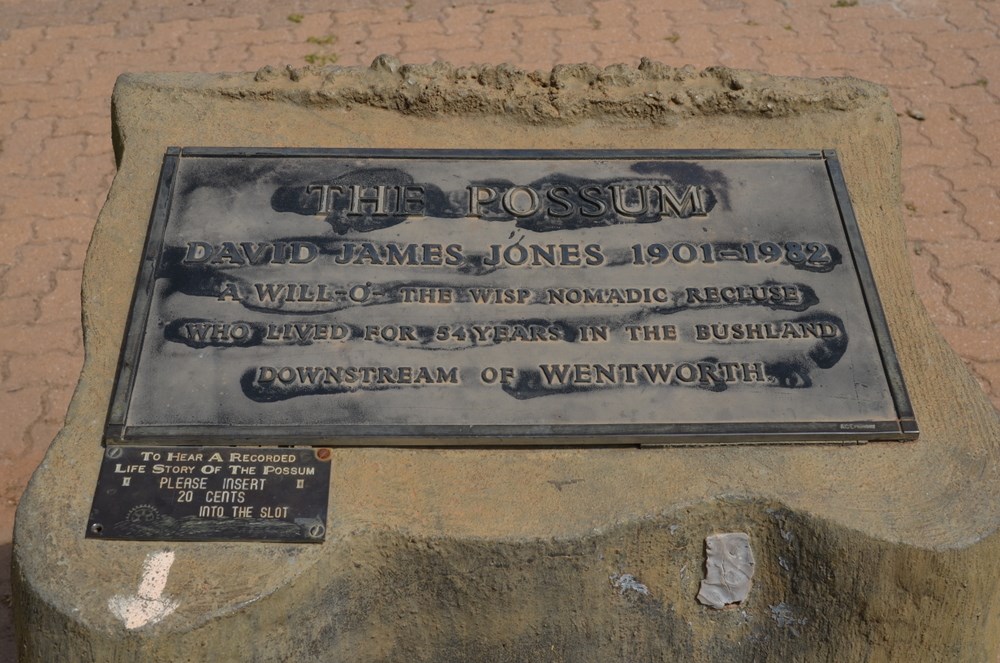 THE POSSUM
DAVID JAMES JONES 1901–1982
A WILL-O'-THE WISP NOMADIC RECLUSE
WHO LIVED FOR 54 YEARS IN THE BUSHLAND
DOWNSTREAM OF WENTWORTH.
TO HEAR A RECORDED
LIFE STORY OF THE POSSUM
PLEASE INSERT
20 CENTS
INTO THE SLOT